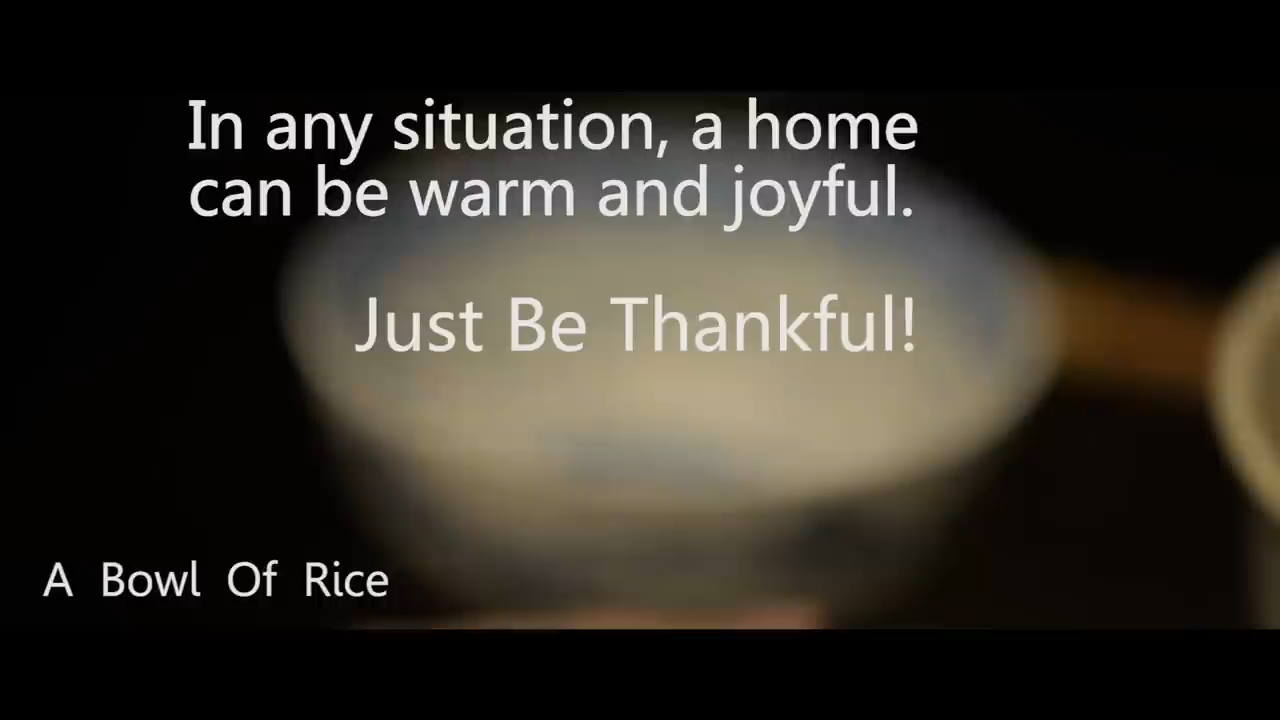 In any situation, a home
can be warm and joyful.
Just Be Thankful!
A Bowl Of Rice